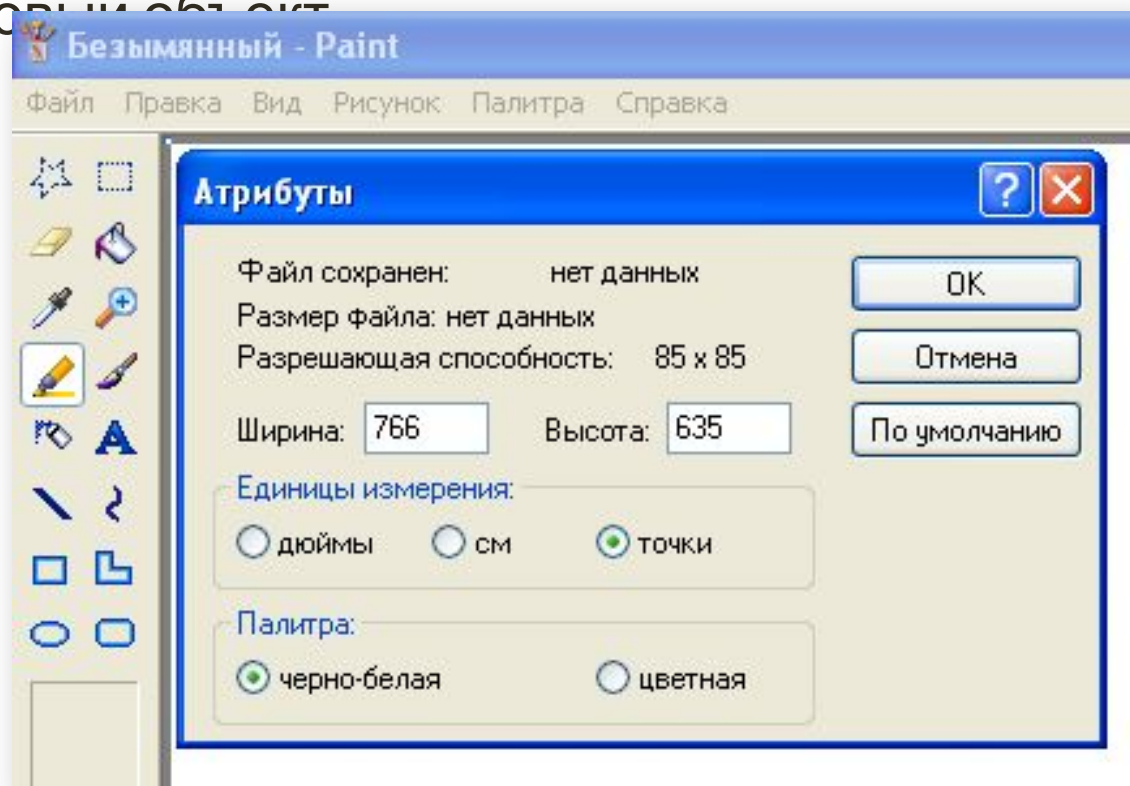 объект
Безымянный - Paint
Файл Правка Вид Рисунок Палитра Справка
Атрибуты
Файл сохранен: нет данных
OK
Размер файла: нет данных
Разрешающая способность: 85 x 85
Отмена
Ширина: 766 Высота: 635
По умолчанию
Единицы измерения:
дюймы см точки
Палитра:
черно-белая цветная